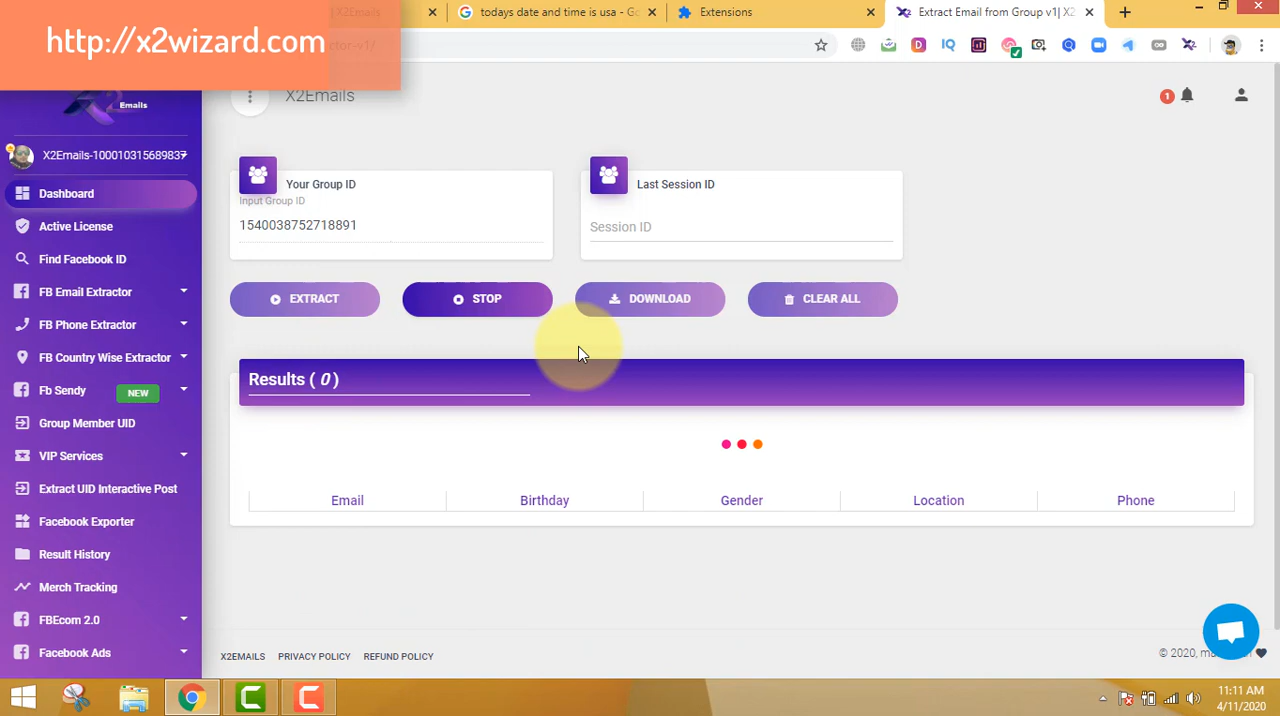 http://x2wizard.com
X2Emails
todays date and time is usa - Go
Extensions
Extract Email from Group v1| X2
Emails
X2Emails
1
X2Emails-100010315689837
Dashboard
Active License
Find Facebook ID
FB Email Extractor
FB Phone Extractor
FB Country Wise Extractor
Fb Sendy
NEW
Group Member UID
VIP Services
Extract UID Interactive Post
Facebook Exporter
Result History
Merch Tracking
FBEcom 2.0
Facebook Ads
Your Group ID
Input Group ID
1540038752718891
Last Session ID
Session ID
EXTRACT
STOP
DOWNLOAD
CLEAR ALL
Results ( 0 )
Email
Birthday
Gender
Location
Phone
X2EMAILS
PRIVACY POLICY
REFUND POLICY
© 2020,
11:11 AM
4/11/2020